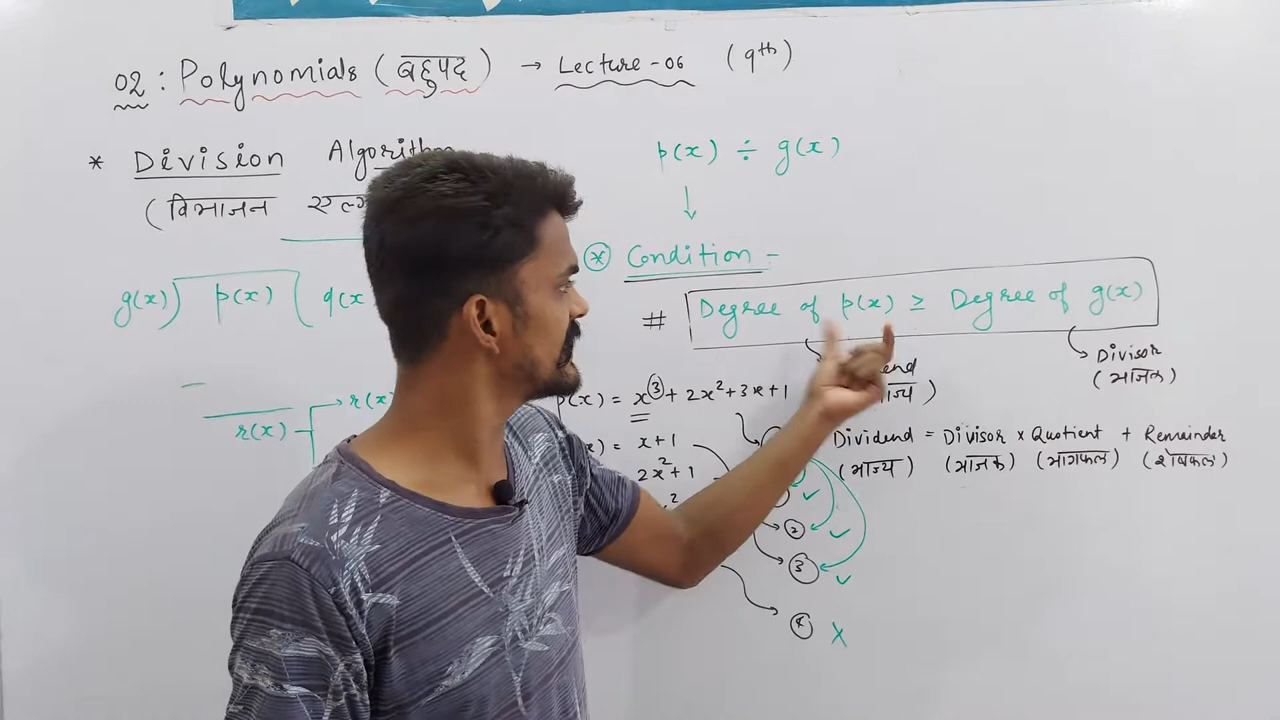 02 : Polynomials (बहुपद) → Lecture-06 (9th)
* Division Algorithm
(विभाजन
p(x) ÷ g(x)
↓
* Condition -
# Degree of p(x) ≥ Degree of g(x)
g(x)) p(x) ( q(x
r(x)
r(x)
Divisor
(भाजक)
p(x) = x³ + 2x² + 3x + 1
= x+1
2x²+1
Dividend = Divisor × Quotient + Remainder
(भाज्य) (भाजक) (भागफल) (शेषफल)
② ✓
③ ✓
④ X